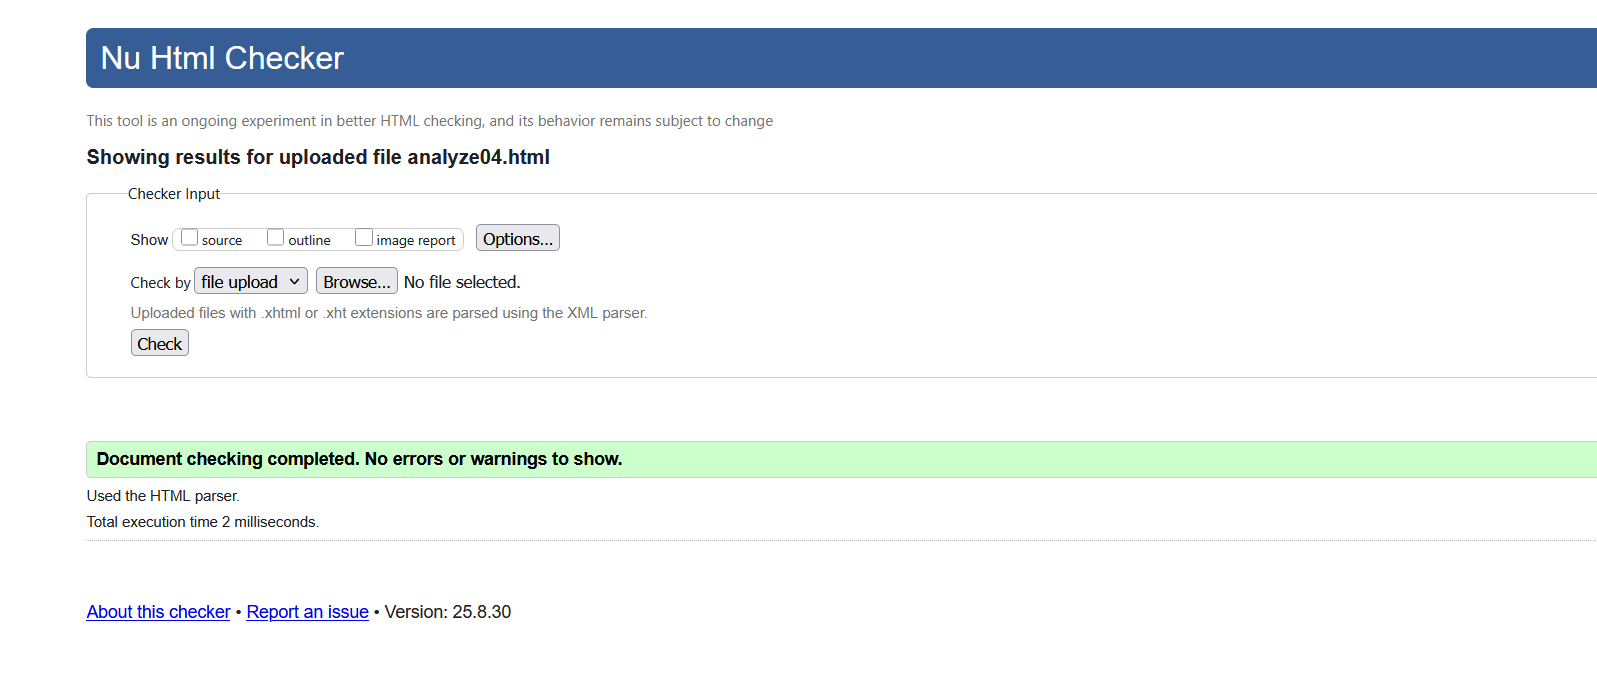 Nu Html Checker
This tool is an ongoing experiment in better HTML checking, and its behavior remains subject to change
Showing results for uploaded file analyze04.html
Checker Input
Show source outline image report Options...
Check by file upload Browse... No file selected.
Uploaded files with .xhtml or .xht extensions are parsed using the XML parser.
Check
Document checking completed. No errors or warnings to show.
Used the HTML parser.
Total execution time 2 milliseconds.
About this checker • Report an issue • Version: 25.8.30